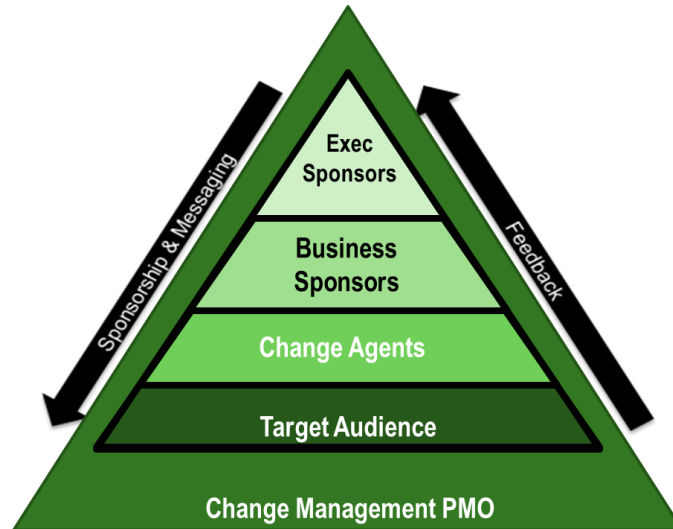 Exec
Sponsors
Business
Sponsors
Change Agents
Target Audience
Change Management PMO
Sponsorship & Messaging
Feedback